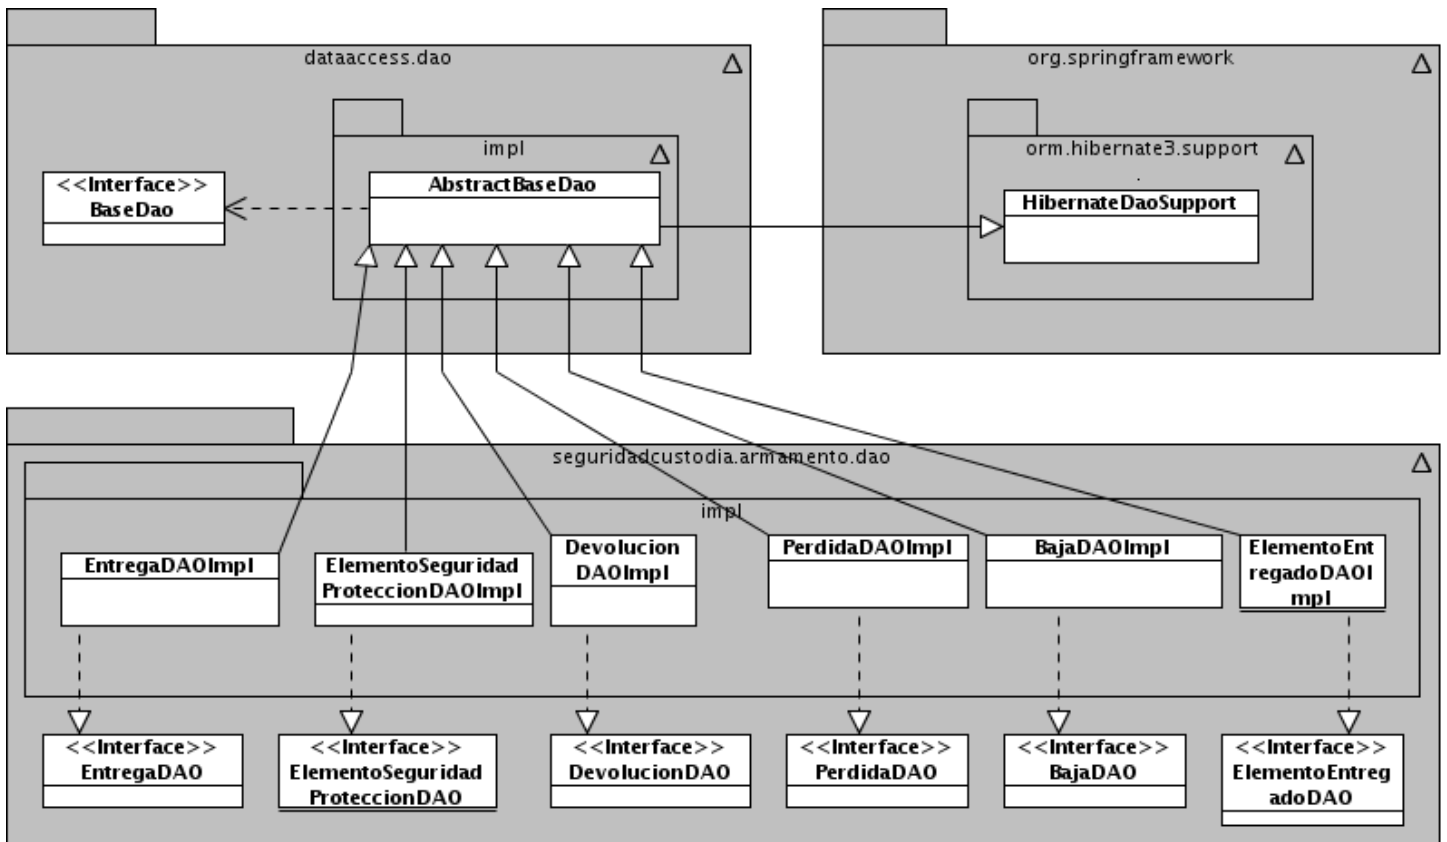 dataaccess.dao
org.springframework
impl
orm.hibernate3.support
<<Interface>>
BaseDao
AbstractBaseDao
HibernateDaoSupport
seguridadcustodia.armamento.dao
impl
EntregaDAOImpl
ElementoSeguridad
ProteccionDAOImpl
Devolucion
DAOImpl
PerdidaDAOImpl
BajaDAOImpl
ElementoEnt
regadoDAOI
mpl
<<Interface>>
EntregaDAO
<<Interface>>
ElementoSeguridad
ProteccionDAO
<<Interface>>
DevolucionDAO
<<Interface>>
PerdidaDAO
<<Interface>>
BajaDAO
<<Interface>>
ElementoEntreg
adoDAO